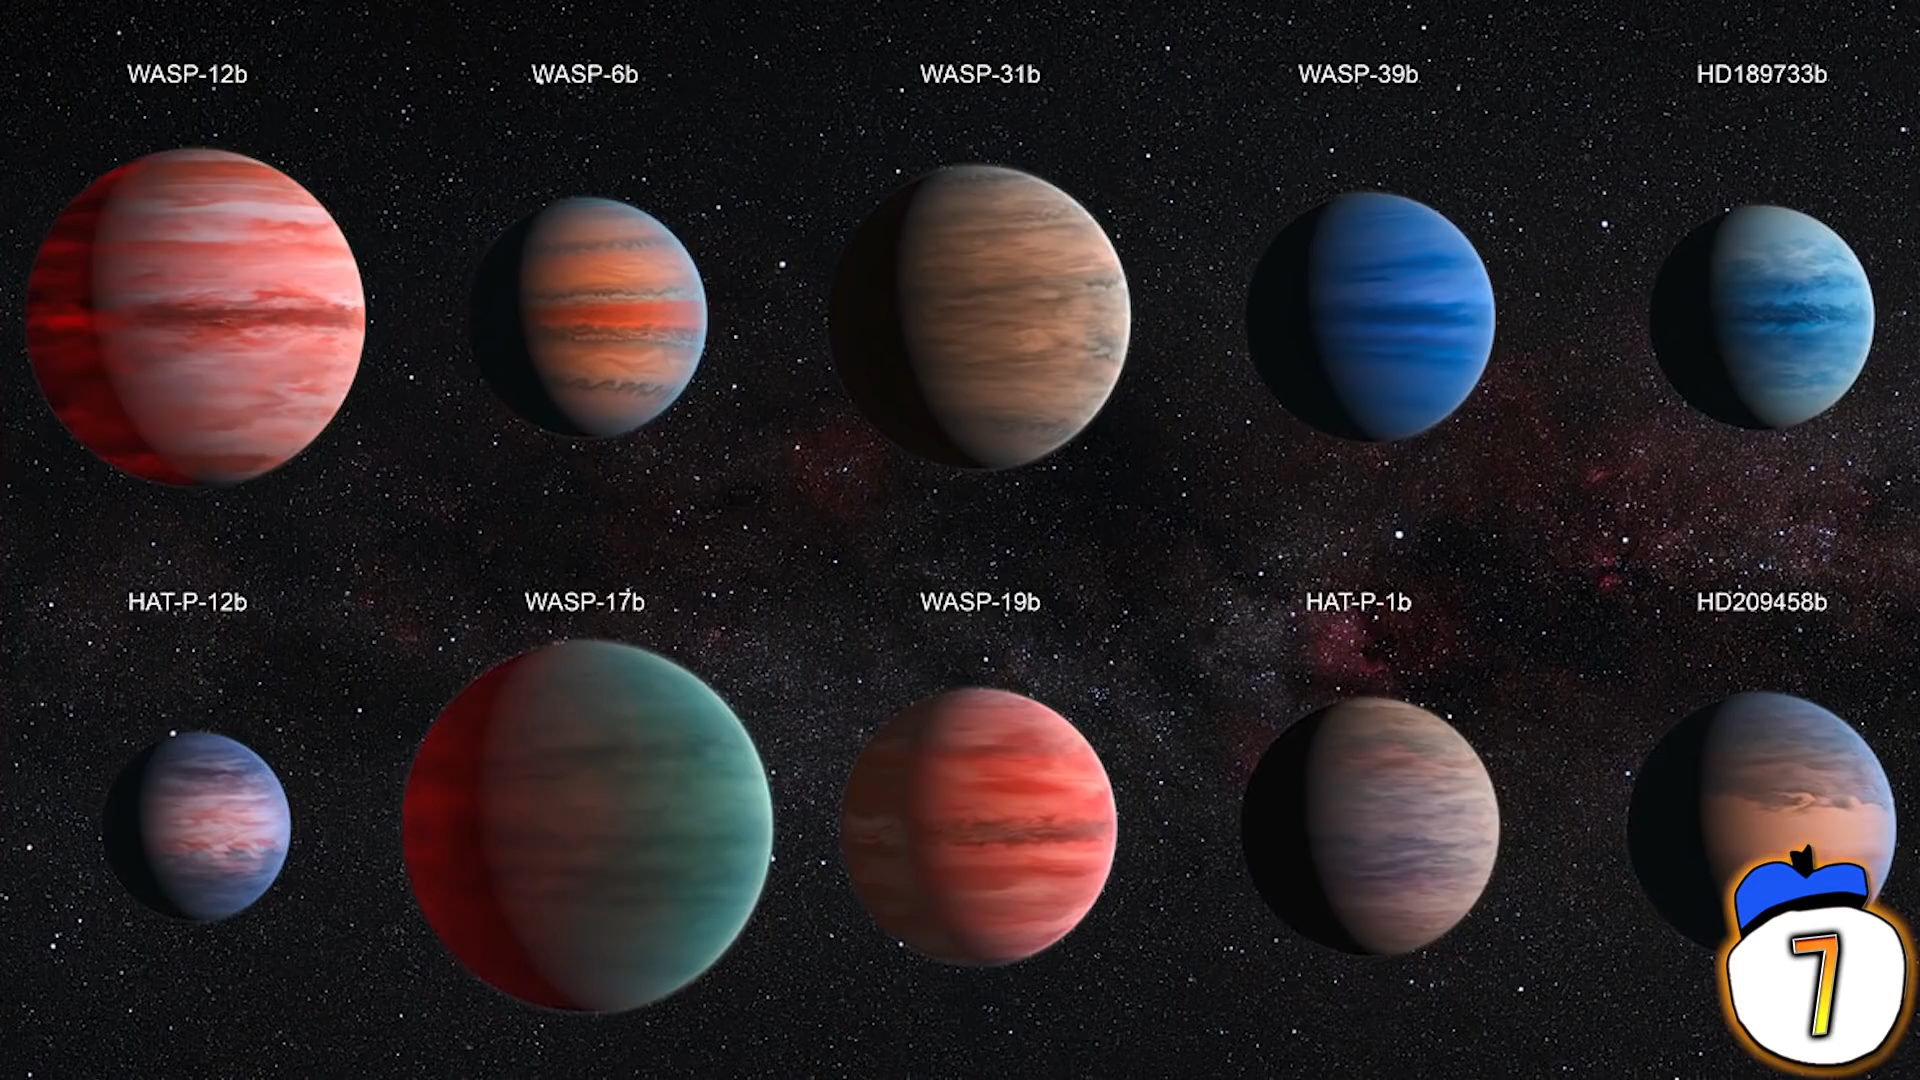 WASP-12b
WASP-6b
WASP-31b
WASP-39b
HD189733b
HAT-P-12b
WASP-17b
WASP-19b
HAT-P-1b
HD209458b
7